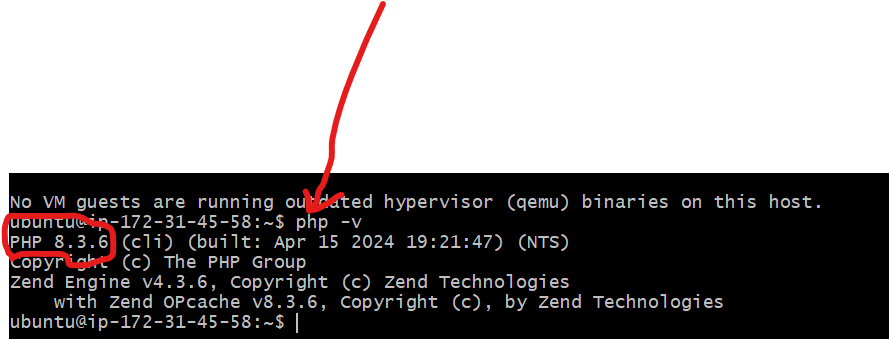 No VM guests are running outdated hypervisor (qemu) binaries on this host.
ubuntu@ip-172-31-45-58:~$ php -v
PHP 8.3.6 (cli) (built: Apr 15 2024 19:21:47) (NTS)
Copyright (c) The PHP Group
Zend Engine v4.3.6, Copyright (c) Zend Technologies
    with Zend OPcache v8.3.6, Copyright (c), by Zend Technologies
ubuntu@ip-172-31-45-58:~$